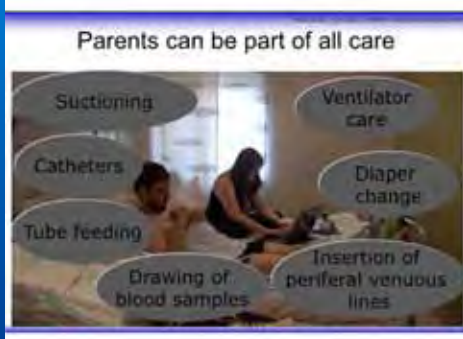 Parents can be part of all care
Suctioning
Ventilator
care
Catheters
Diaper
change
Tube feeding
Drawing of
blood samples
Insertion of
periferal venuous
lines